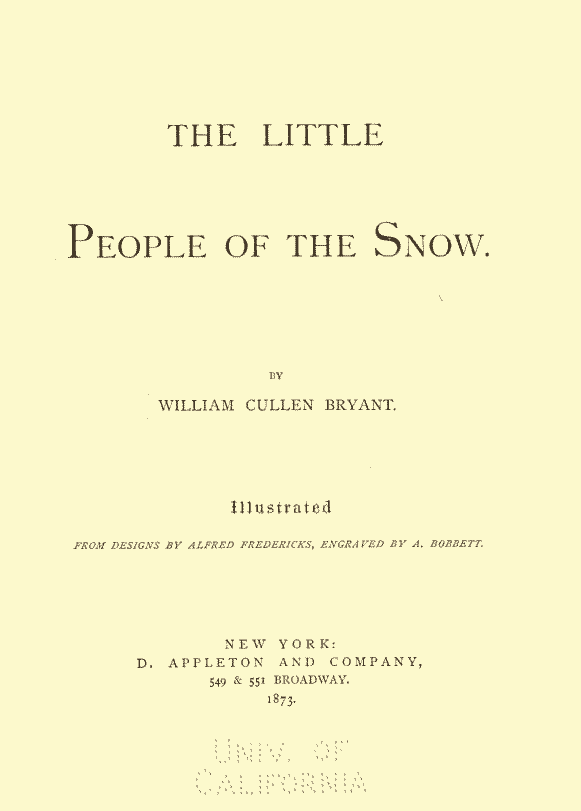 THE LITTLE
PEOPLE OF THE SNOW.
BY
WILLIAM CULLEN BRYANT.
Illustrated
FROM DESIGNS BY ALFRED FREDERICKS, ENGRAVED BY A. BOBBETT.
NEW YORK:
D. APPLETON AND COMPANY,
549 & 551 BROADWAY.
1873.
UNIV. OF
CALIFORNIA